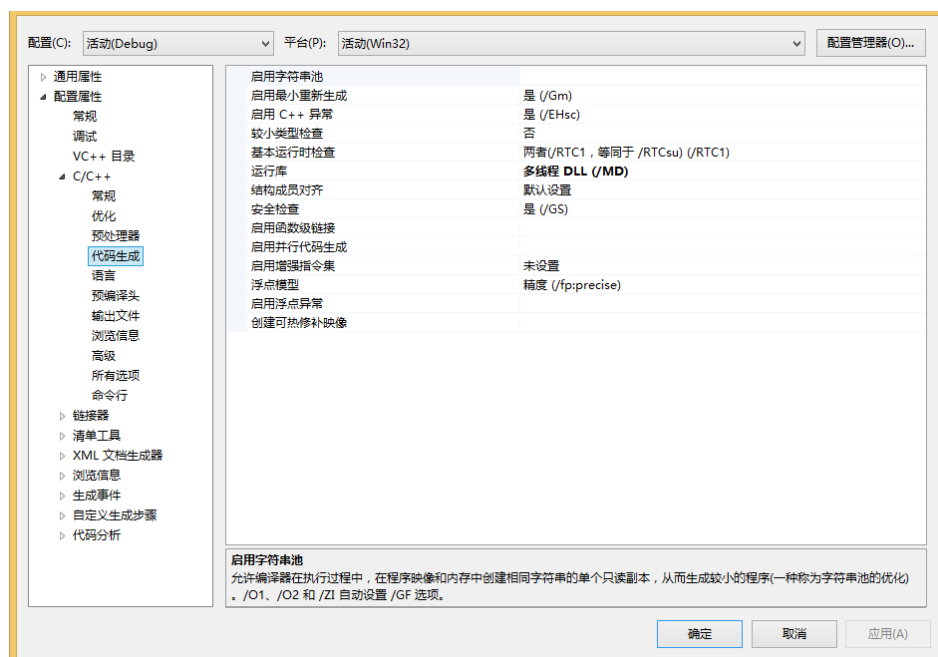 配置(C): 活动(Debug) 平台(P): 活动(Win32) 配置管理器(O)...
通用属性
配置属性
常规
调试
VC++ 目录
C/C++
常规
优化
预处理器
代码生成
语言
预编译头
输出文件
浏览信息
高级
所有选项
命令行
链接器
清单工具
XML 文档生成器
浏览信息
生成事件
自定义生成步骤
代码分析
启用字符串池
启用最小重新生成 是 (/Gm)
启用 C++ 异常 是 (/EHsc)
较小类型检查 否
基本运行时检查 两者(/RTC1，等同于 /RTCsu) (/RTC1)
运行库 多线程 DLL (/MD)
结构成员对齐 默认设置
安全检查 是 (/GS)
启用函数级链接
启用并行代码生成
启用增强指令集 未设置
浮点模型 精度 (/fp:precise)
启用浮点异常
创建可热修补映像
启用字符串池
允许编译器在执行过程中，在程序映像和内存中创建相同字符串的单个只读副本，从而生成较小的程序(一种称为字符串池的优化)
。/O1、/O2 和 /ZI 自动设置 /GF 选项。
确定 取消 应用(A)